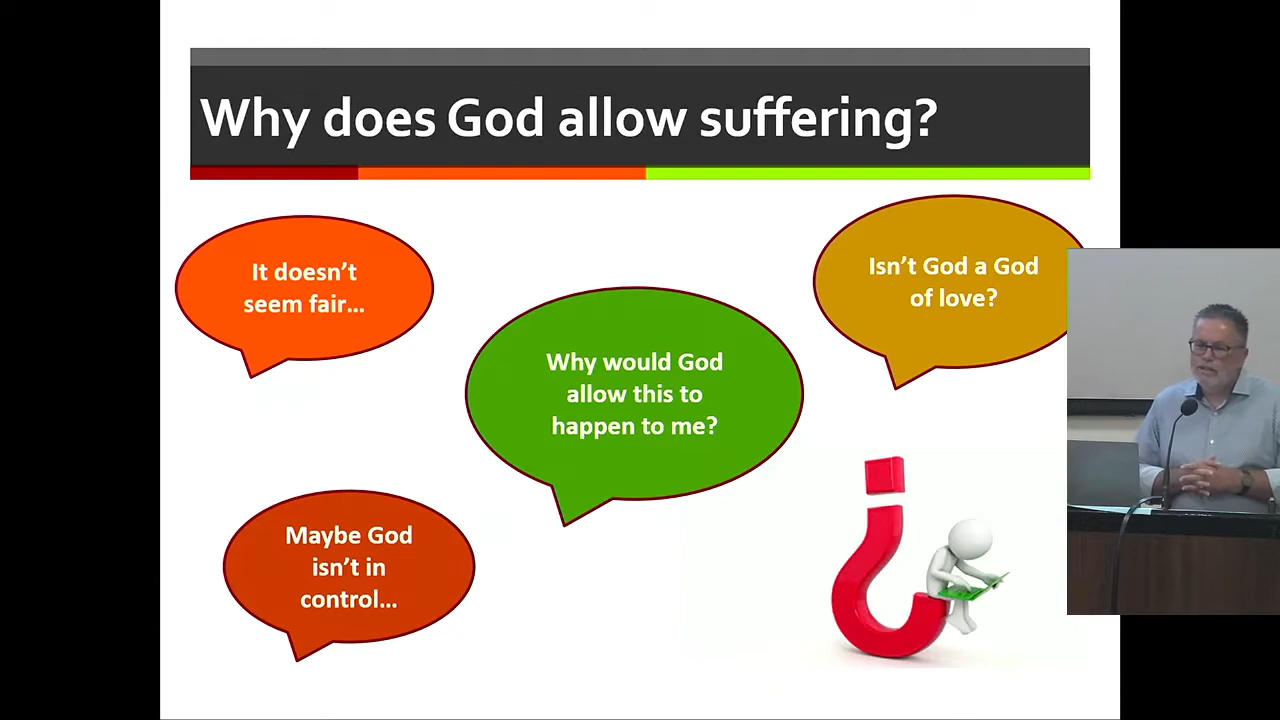 Why does God allow suffering?
It doesn’t
seem fair...
Isn’t God a God
of love?
Why would God
allow this to
happen to me?
Maybe God
isn’t in
control...